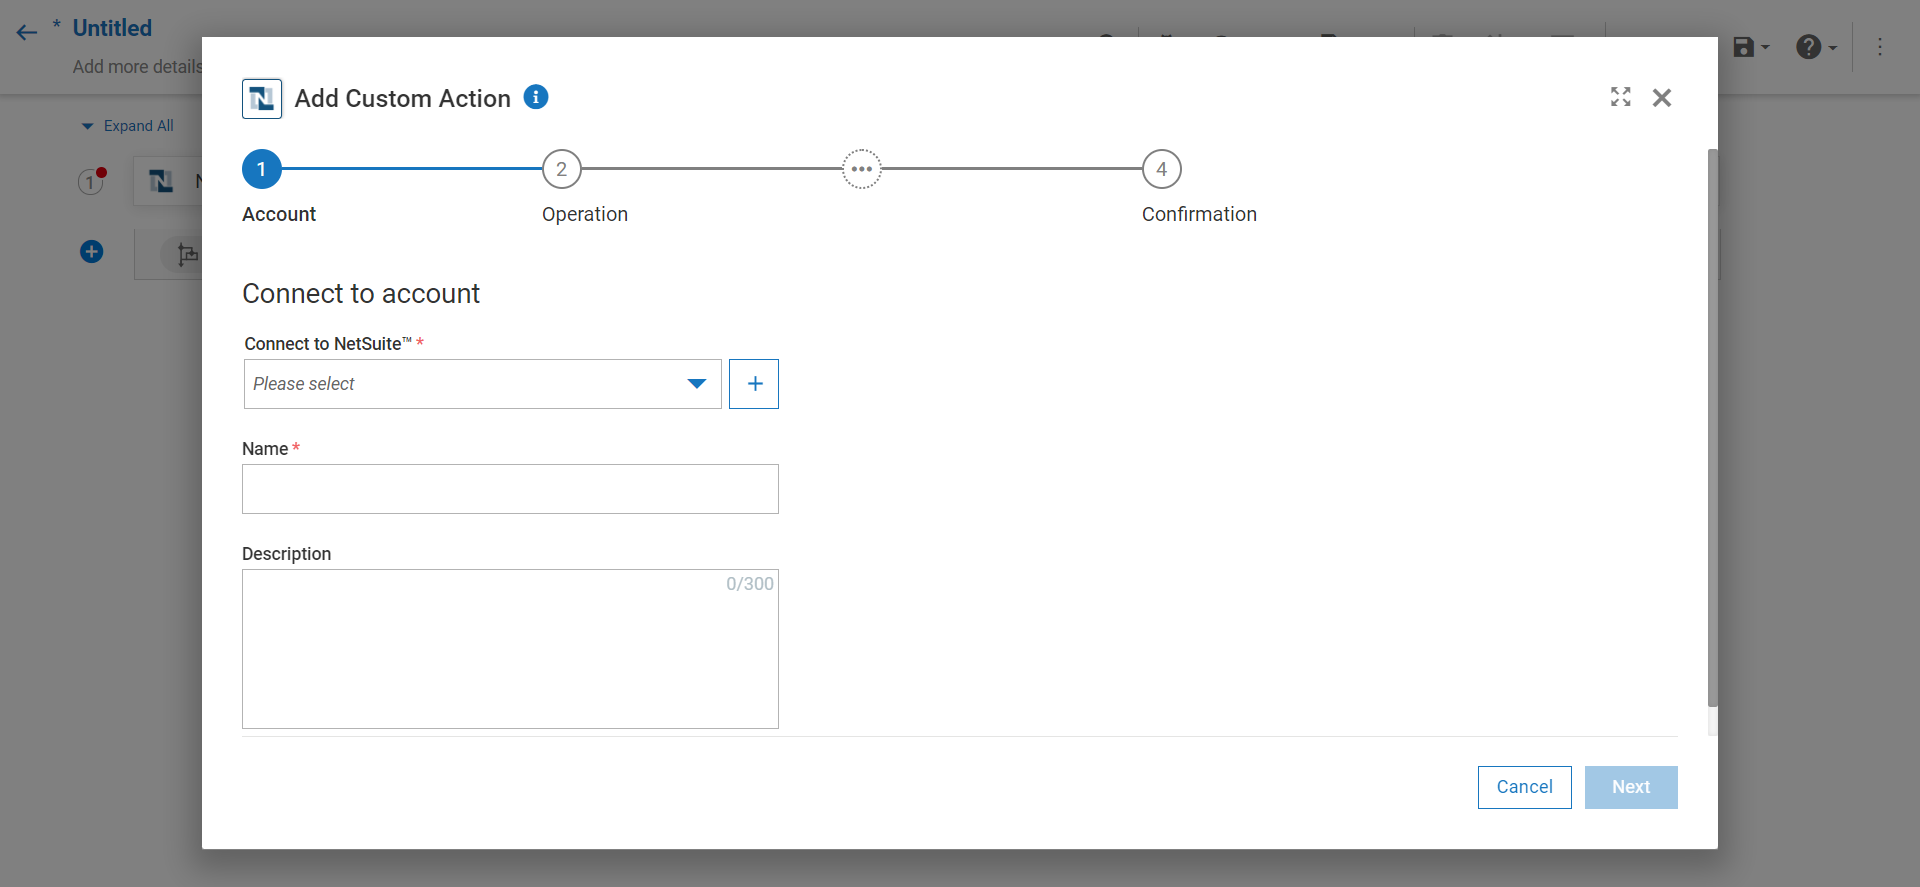 * Untitled
Add more details
Expand All
1
N
Add Custom Action
1
2
4
Account
Operation
Confirmation
Connect to account
Connect to NetSuite™ *
Please select
+
Name *
Description
0/300
Cancel
Next